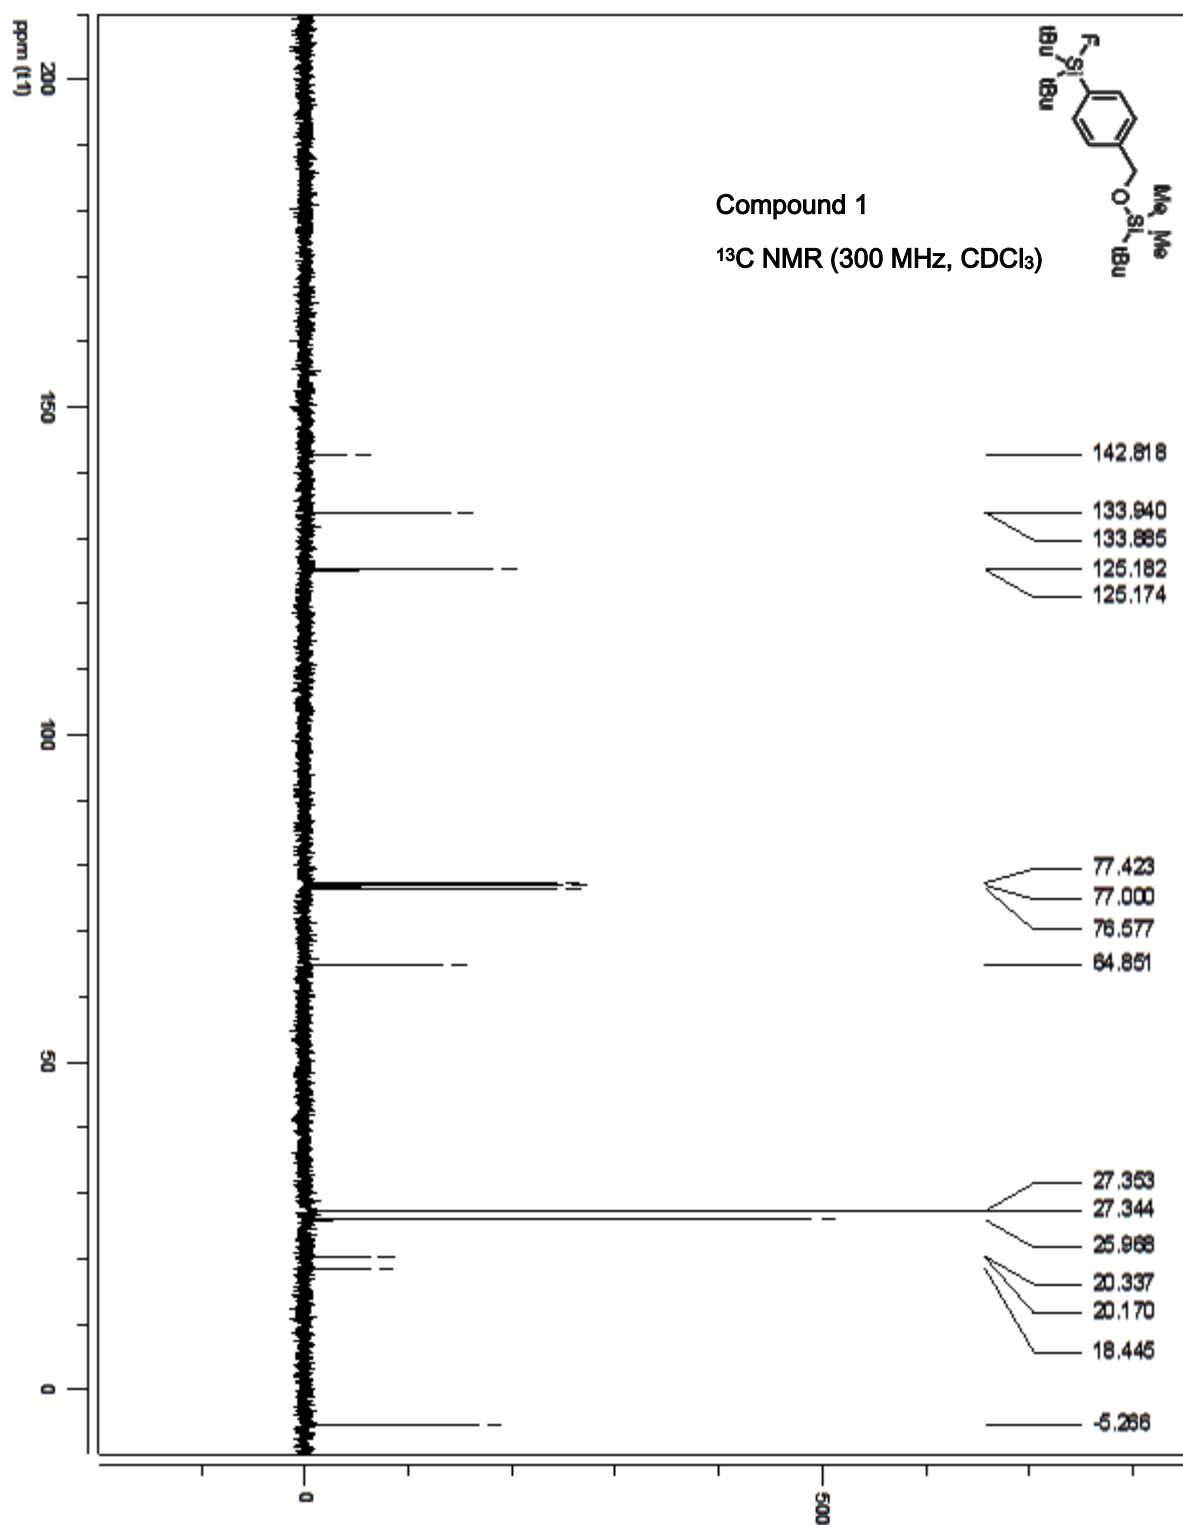 F
Si
tBu
tBu
Me
Me
O
Si
tBu
Compound 1
¹³C NMR (300 MHz, CDCl₃)
142.818
133.940
133.885
125.182
125.174
77.423
77.000
76.577
64.851
27.353
27.344
25.968
20.337
20.170
18.445
-5.266
200
150
100
50
0
ppm (t1)
0
500